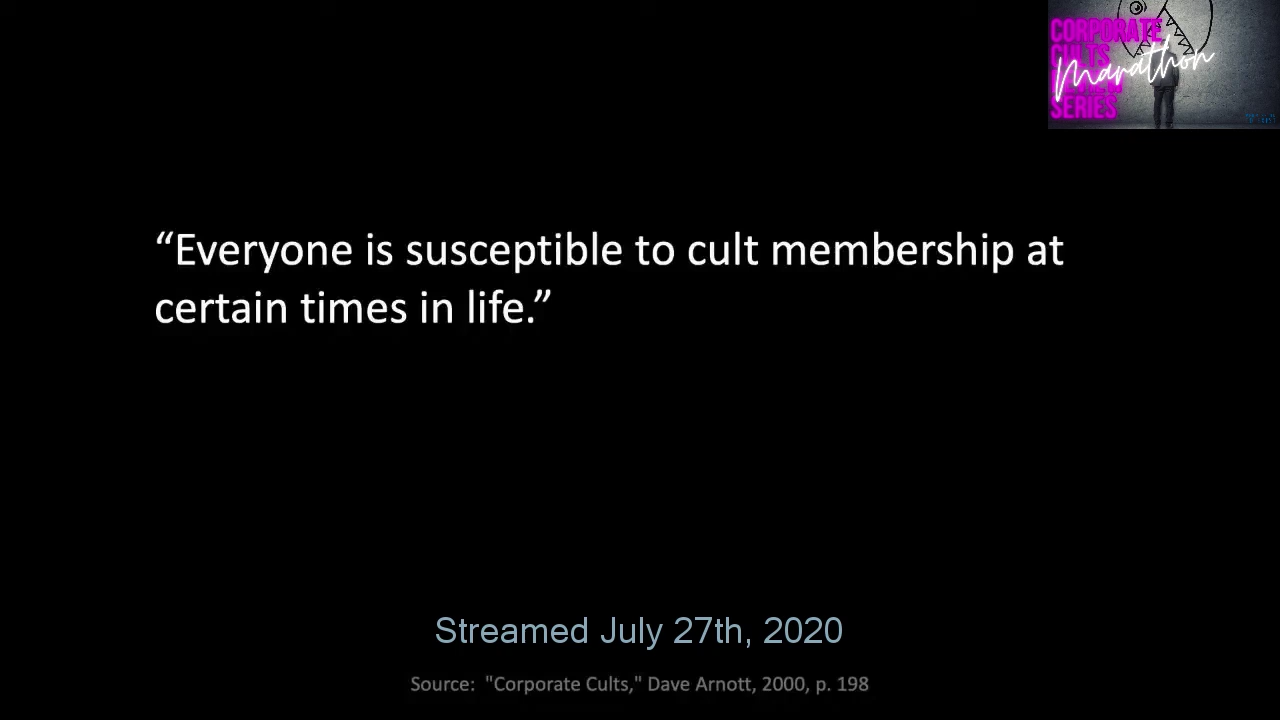 CORPORATE
CULTS
Marathon
SERIES
“Everyone is susceptible to cult membership at
certain times in life.”
Streamed July 27th, 2020
Source:  "Corporate Cults," Dave Arnott, 2000, p. 198